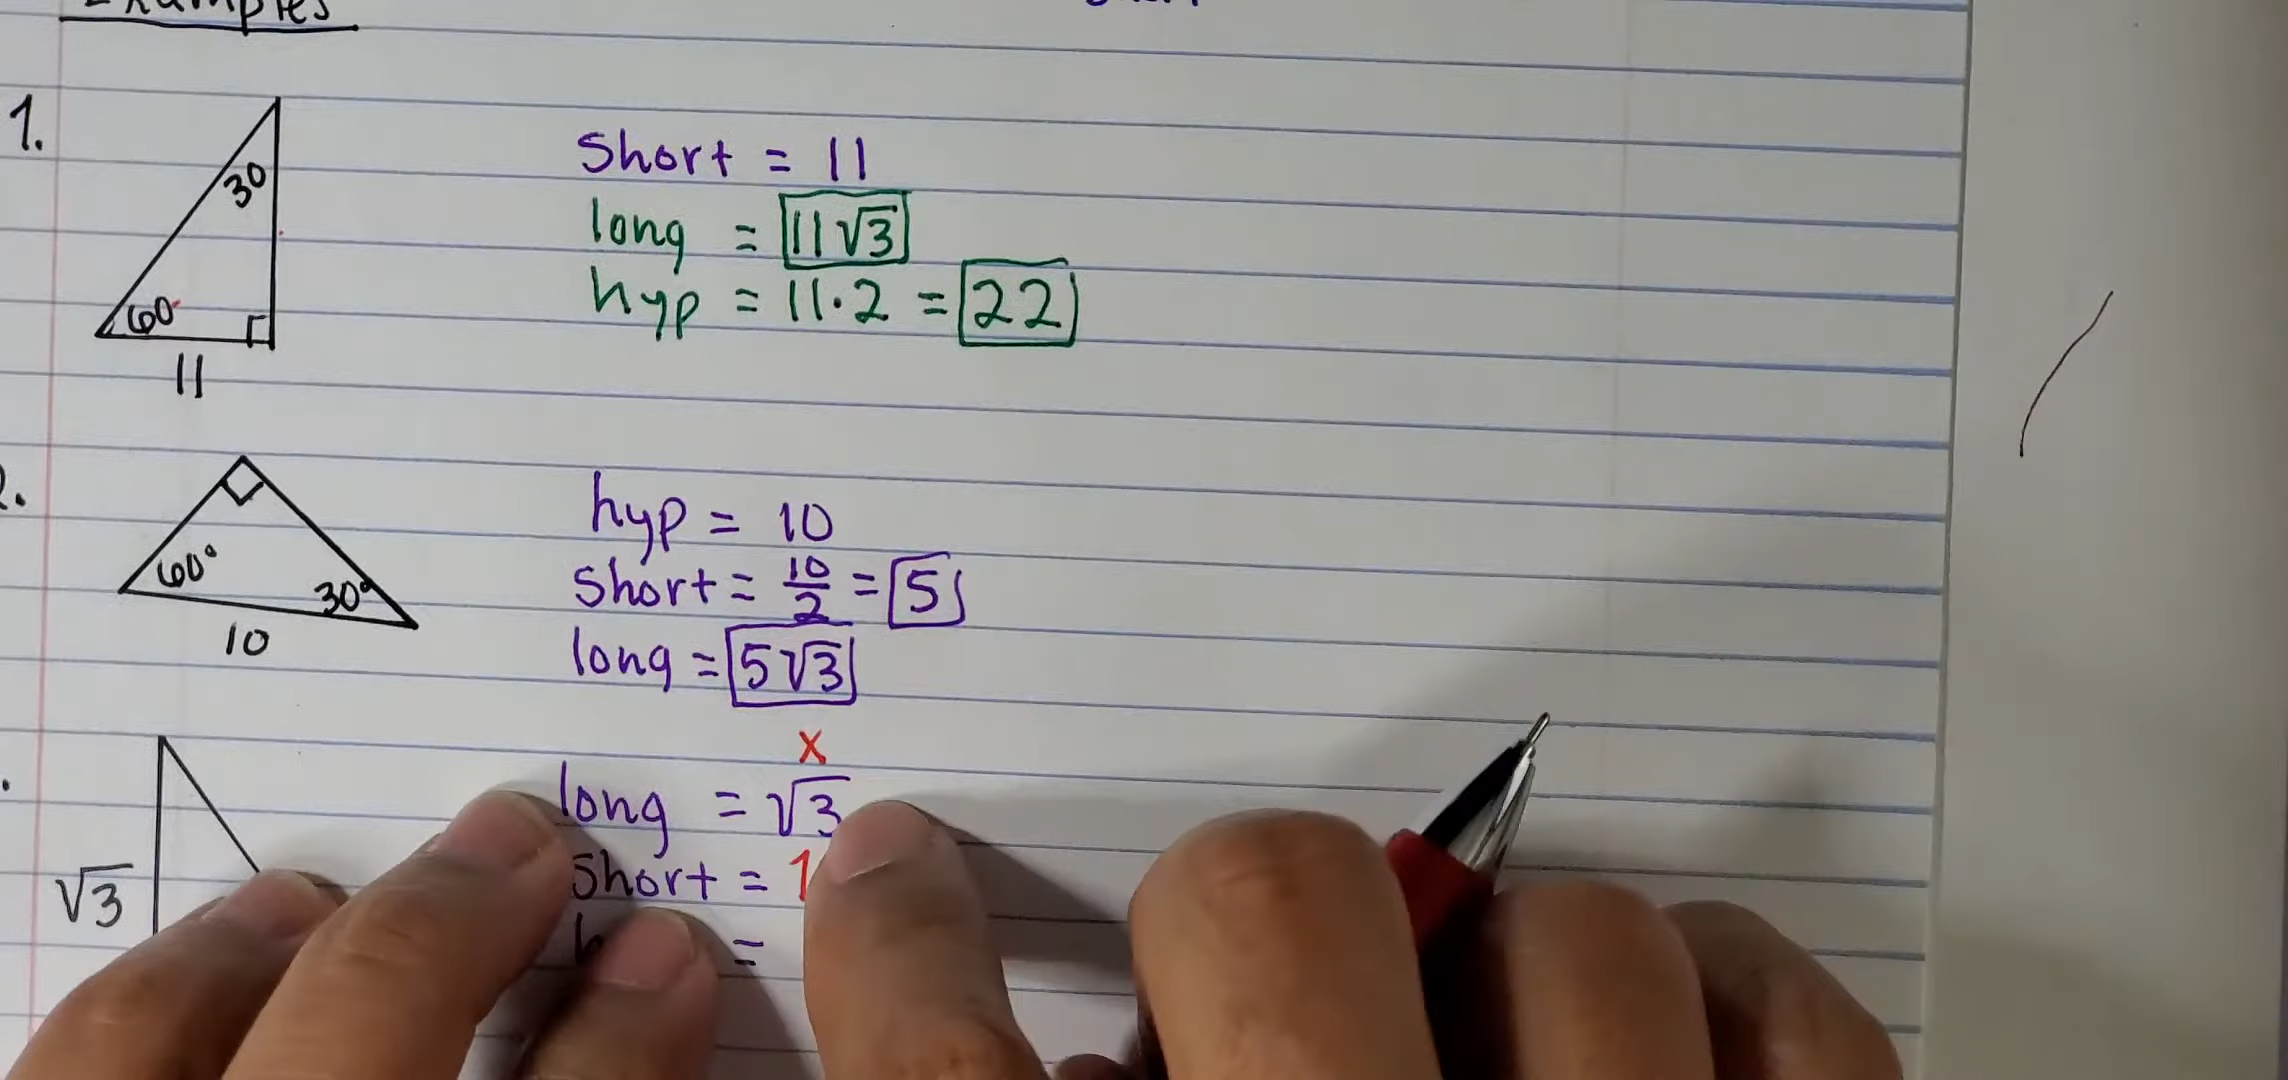 Examples
1.
30
60°
11
short = 11
long = 11√3
hyp = 11·2 = 22
60°
30°
10
hyp = 10
short = 10/2 = 5
long = 5√3
√3
x
long = √3
short = 1
=